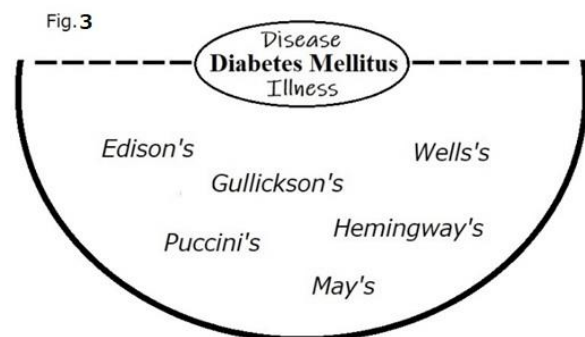 Fig.3
Disease
Diabetes Mellitus
Illness
Edison's
Wells's
Gullickson's
Hemingway's
Puccini's
May's